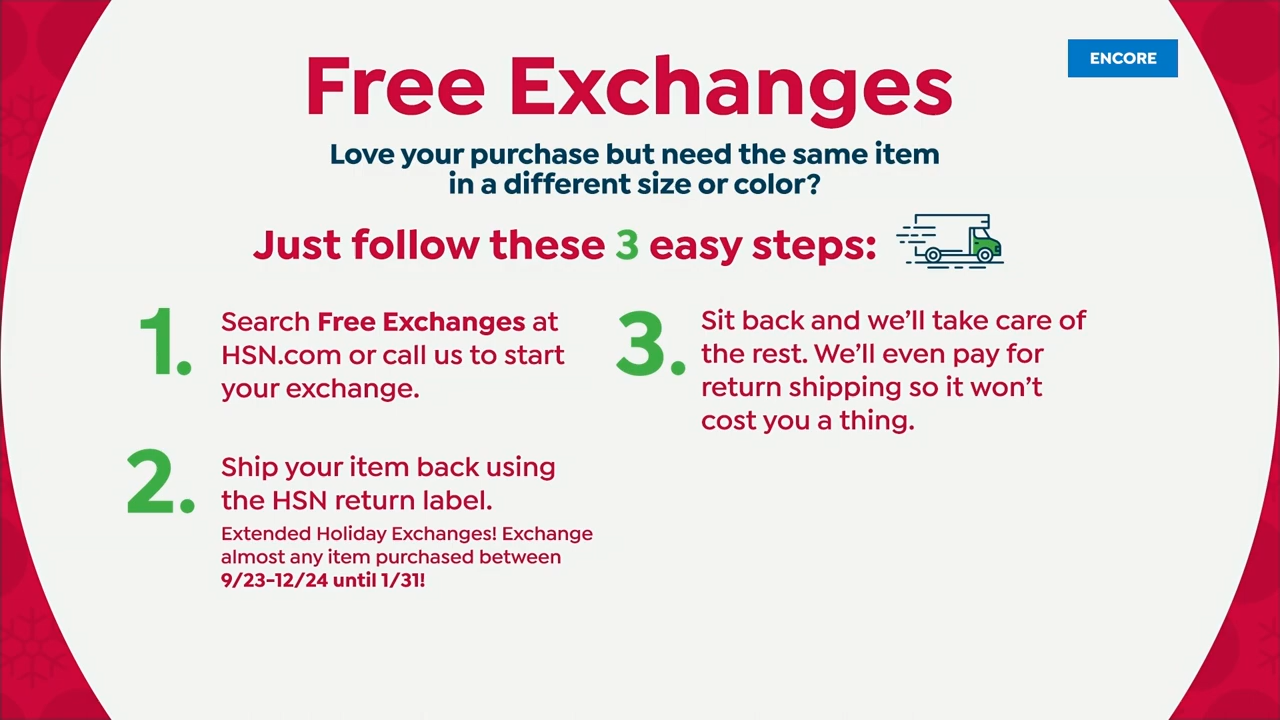 ENCORE
Free Exchanges
Love your purchase but need the same item
in a different size or color?
Just follow these 3 easy steps:
1. Search Free Exchanges at
HSN.com or call us to start
your exchange.
2. Ship your item back using
the HSN return label.
Extended Holiday Exchanges! Exchange
almost any item purchased between
9/23-12/24 until 1/31!
3. Sit back and we'll take care of
the rest. We'll even pay for
return shipping so it won't
cost you a thing.